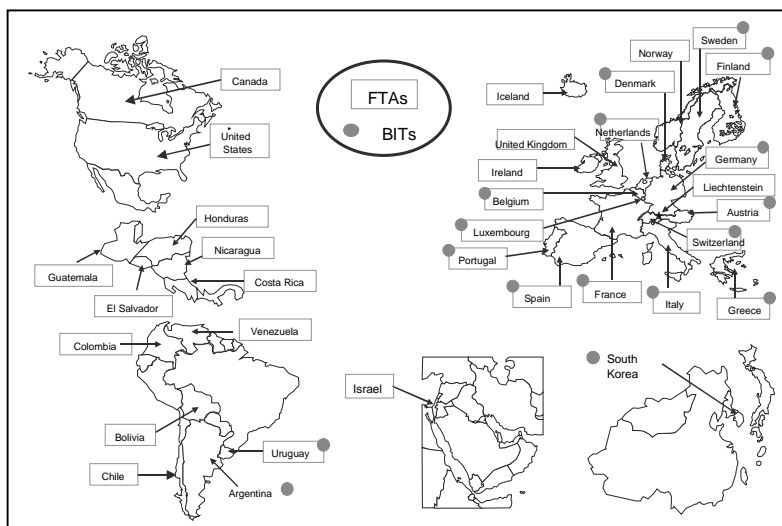 Canada
United
States
Honduras
Nicaragua
Costa Rica
Guatemala
El Salvador
Venezuela
Colombia
Bolivia
Uruguay
Chile
Argentina
FTAs
BITs
Norway
Sweden
Finland
Denmark
Iceland
Netherlands
United Kingdom
Ireland
Germany
Liechtenstein
Belgium
Austria
Luxembourg
Switzerland
Portugal
Spain
France
Italy
Greece
Israel
South
Korea